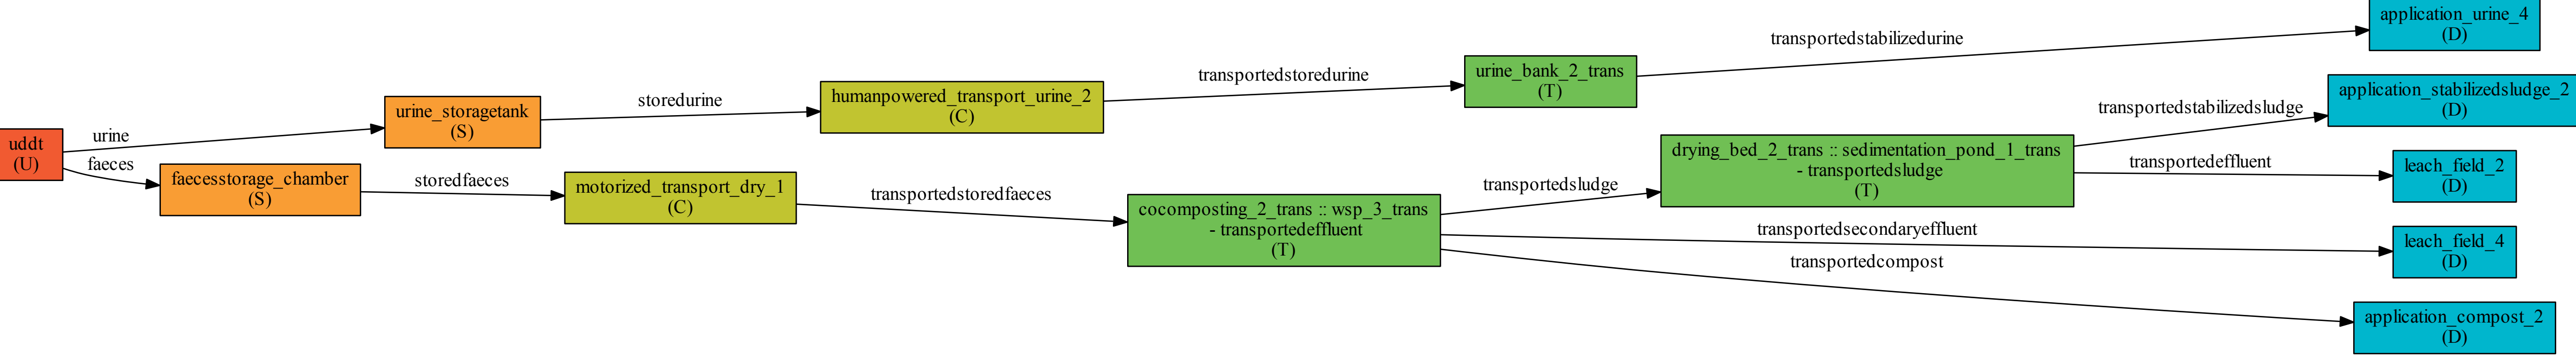 uddt
(U)
urine
faeces
urine_storagetank
(S)
faecesstorage_chamber
(S)
storedurine
storedfaeces
humanpowered_transport_urine_2
(C)
motorized_transport_dry_1
(C)
transportedstoredurine
transportedstoredfaeces
urine_bank_2_trans
(T)
cocomposting_2_trans :: wsp_3_trans
- transportedeffluent
(T)
transportedsludge
drying_bed_2_trans :: sedimentation_pond_1_trans
- transportedsludge
(T)
transportedstabilizedurine
transportedstabilizedsludge
transportedeffluent
transportedsecondaryeffluent
transportedcompost
application_urine_4
(D)
application_stabilizedsludge_2
(D)
leach_field_2
(D)
leach_field_4
(D)
application_compost_2
(D)